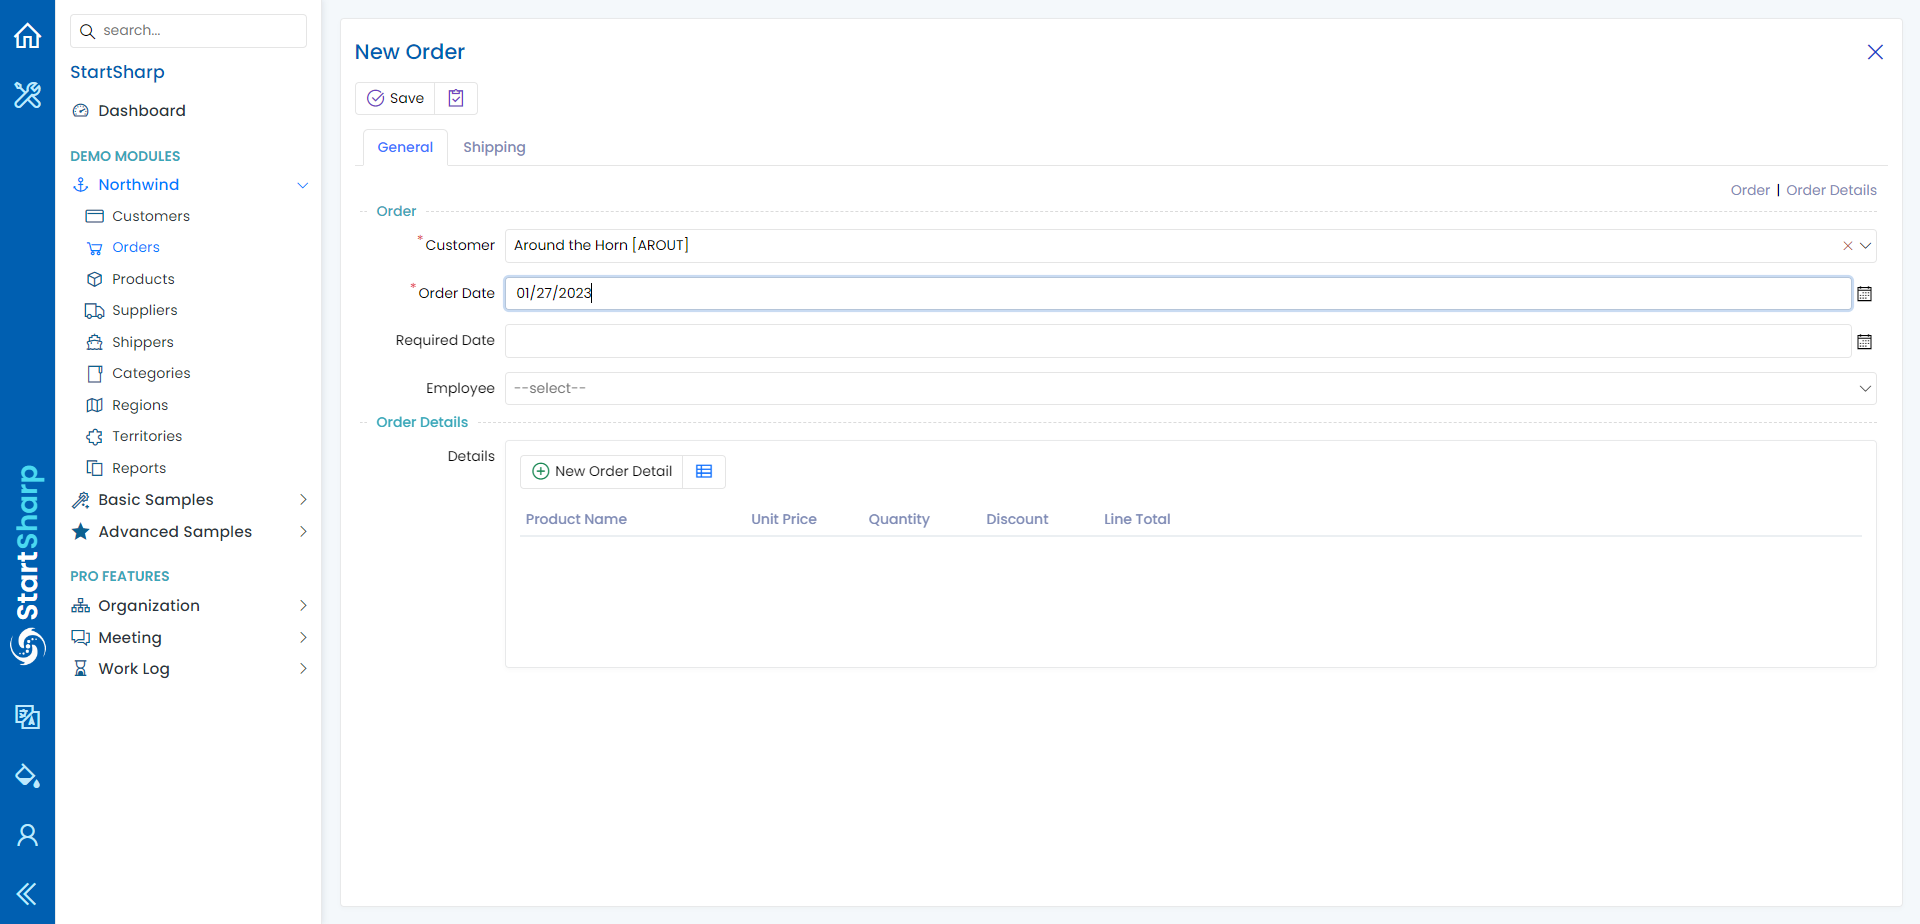 search...
StartSharp
Dashboard
DEMO MODULES
Northwind
Customers
Orders
Products
Suppliers
Shippers
Categories
Regions
Territories
Reports
Basic Samples
Advanced Samples
PRO FEATURES
Organization
Meeting
Work Log
StartSharp
New Order
Save
General Shipping
Order | Order Details
Order
*Customer Around the Horn [AROUT]
*Order Date 01/27/2023
Required Date
Employee --select--
Order Details
Details
New Order Detail
Product Name Unit Price Quantity Discount Line Total